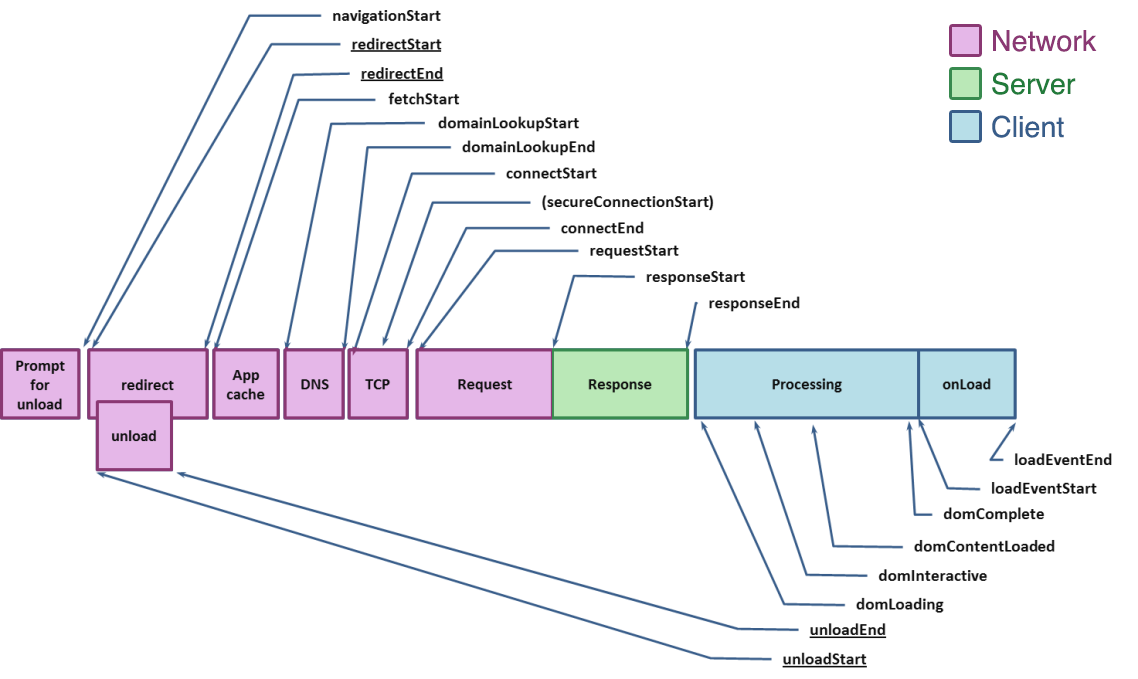 navigationStart
redirectStart
redirectEnd
fetchStart
domainLookupStart
domainLookupEnd
connectStart
(secureConnectionStart)
connectEnd
requestStart
responseStart
responseEnd
Network
Server
Client
Prompt
for
unload
redirect
unload
App
cache
DNS
TCP
Request
Response
Processing
onLoad
loadEventEnd
loadEventStart
domComplete
domContentLoaded
domInteractive
domLoading
unloadEnd
unloadStart